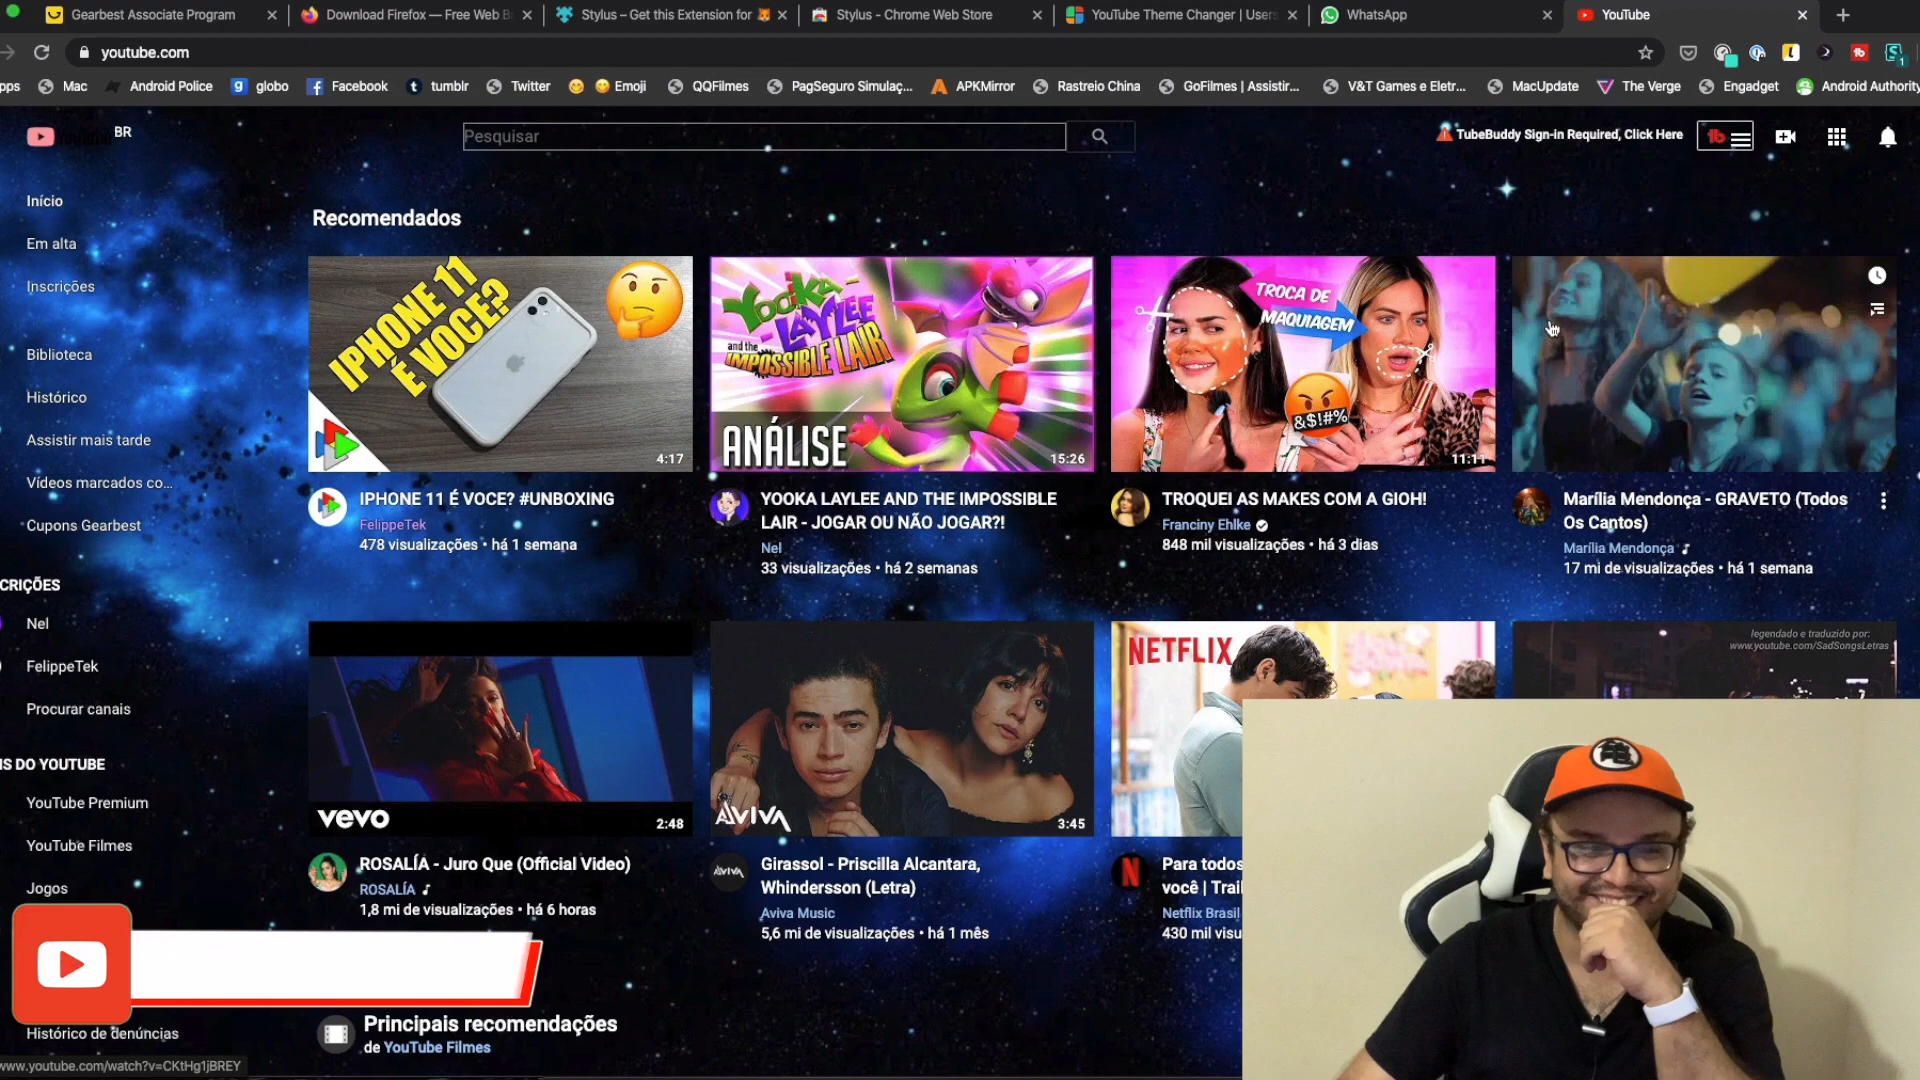 Gearbest Associate Program
Download Firefox — Free Web B
Stylus – Get this Extension for
Stylus - Chrome Web Store
YouTube Theme Changer | Users
WhatsApp
YouTube
youtube.com
pps
Mac
Android Police
globo
Facebook
tumblr
Twitter
Emoji
QQFilmes
PagSeguro Simulaç...
APKMirror
Rastreio China
GoFilmes | Assistir...
V&T Games e Eletr...
MacUpdate
The Verge
Engadget
Android Authority
BR
Pesquisar
TubeBuddy Sign-in Required, Click Here
Início
Em alta
Inscrições
Biblioteca
Histórico
Assistir mais tarde
Vídeos marcados co...
Cupons Gearbest
CRIÇÕES
Nel
FelippeTek
Procurar canais
IS DO YOUTUBE
YouTube Premium
YouTube Filmes
Jogos
Histórico de denúncias
Recomendados
IPHONE 11
É VOCE?
4:17
IPHONE 11 É VOCE? #UNBOXING
FelippeTek
478 visualizações • há 1 semana
YOOKA-
LAYLEE
and the
IMPOSSIBLE LAIR
ANÁLISE
15:26
YOOKA LAYLEE AND THE IMPOSSIBLE
LAIR - JOGAR OU NÃO JOGAR?!
Nel
33 visualizações • há 2 semanas
TROCA DE
MAQUIAGEM
&$!#%
11:11
TROQUEI AS MAKES COM A GIOH!
Franciny Ehlke
848 mil visualizações • há 3 dias
Marília Mendonça - GRAVETO (Todos
Os Cantos)
Marília Mendonça
17 mi de visualizações • há 1 semana
vevo
2:48
ROSALÍA - Juro Que (Official Video)
ROSALÍA
1,8 mi de visualizações • há 6 horas
AVIVA
3:45
AVIVA
Girassol - Priscilla Alcantara,
Whindersson (Letra)
Aviva Music
5,6 mi de visualizações • há 1 mês
NETFLIX
Para todos
você | Trail
Netflix Brasil
430 mil visu
legendado e traduzido por:
www.youtube.com/SadSongsLetras
Principais recomendações
de YouTube Filmes
www.youtube.com/watch?v=CKtHg1jBREY